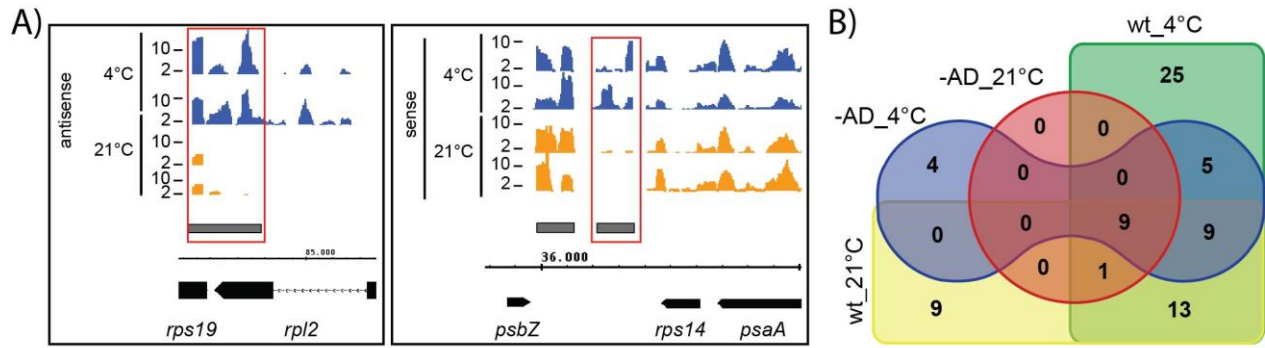 A)
antisense
4°C
21°C
10
2
10
2
10
2
10
2
85.000
rps19
rpl2
sense
4°C
21°C
10
2
10
2
10
2
10
2
36.000
psbZ
rps14
psaA
B)
wt_4°C
-AD_21°C
-AD_4°C
wt_21°C
25
0
0
4
0
0
5
0
0
9
9
0
1
9
13